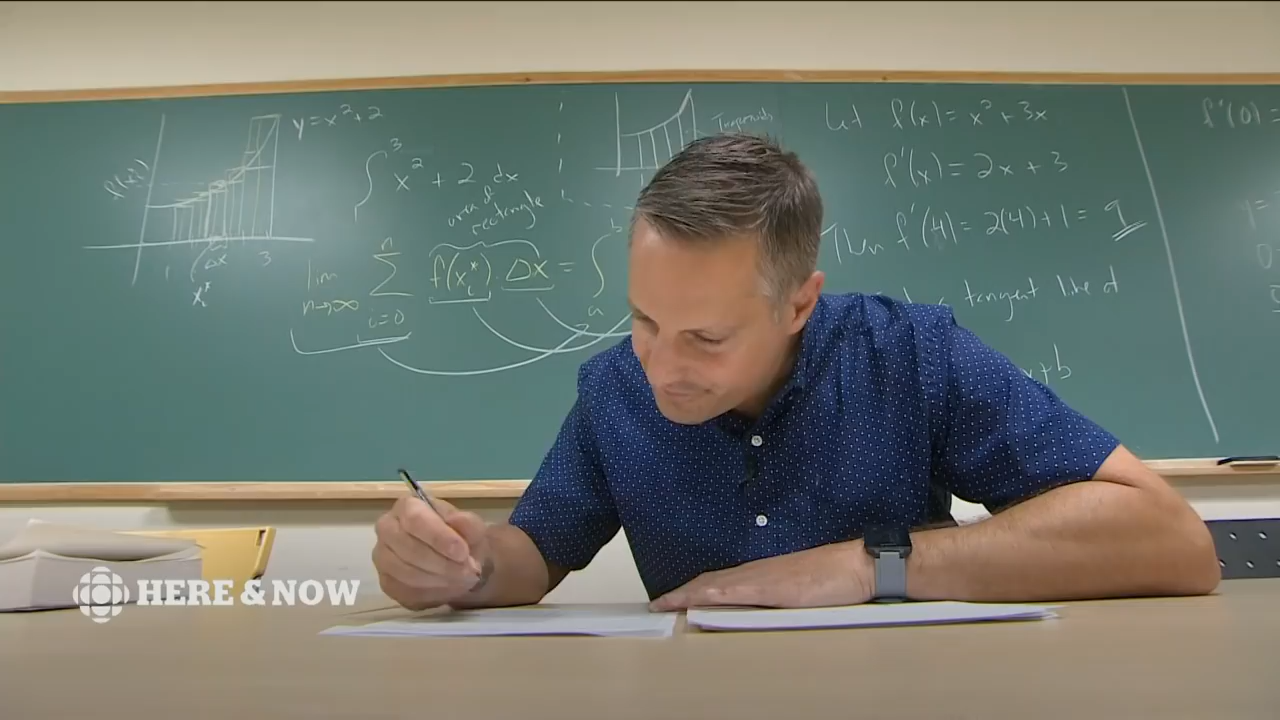 y = x² + 2
f(x)
1 Δx 3
xᵢ*
∫ 3 x² + 2 dx
area of
rectangle
lim n→∞ Σ n i=0 f(xᵢ*) · Δx = ∫ b a
Trapezoids
Let f(x) = x² + 3x
f'(x) = 2x + 3
Then f'(4) = 2(4) + 1 = 9
tangent line at
x + b
f'(0) =
HERE & NOW